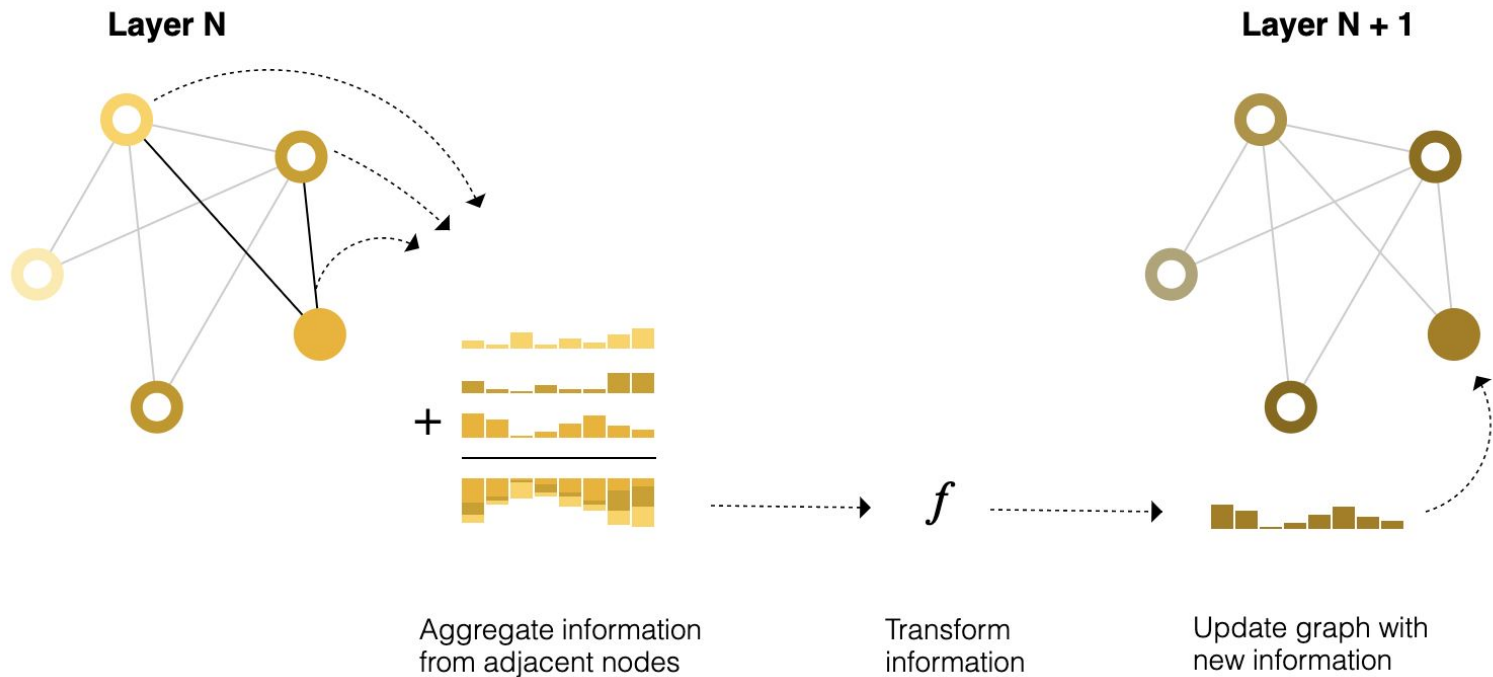 Layer N
Layer N + 1
+
f
Aggregate information
from adjacent nodes
Transform
information
Update graph with
new information